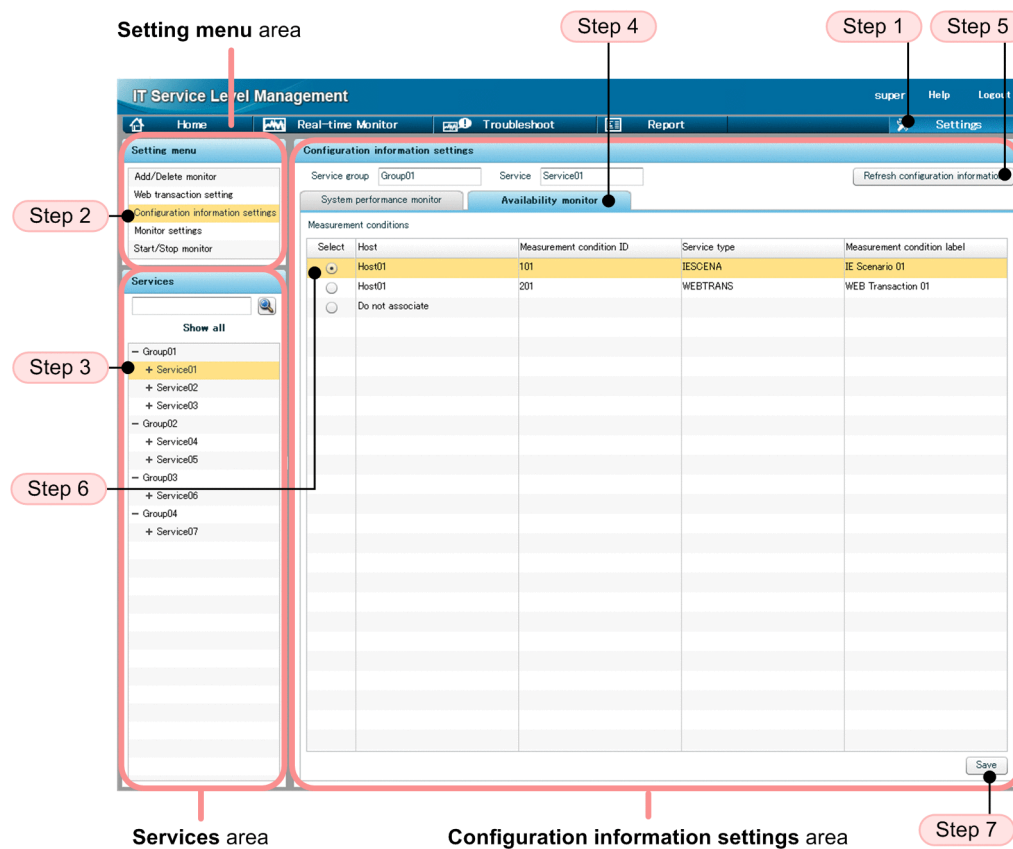 Setting menu area
Step 4
Step 1
Step 5
IT Service Level Management
super Help Logout
Home Real-time Monitor Troubleshoot Report Settings
Setting menu
Add/Delete monitor
Web transaction setting
Configuration information settings
Monitor settings
Start/Stop monitor
Step 2
Services
Show all
Group01
Service01
Service02
Service03
Group02
Service04
Service05
Group03
Service06
Group04
Service07
Step 3
Step 6
Configuration information settings
Service group Group01 Service Service01 Refresh configuration information
System performance monitor Availability monitor
Measurement conditions
Select Host Measurement condition ID Service type Measurement condition label
Host01 101 IESCENA IE Scenario 01
Host01 201 WEBTRANS WEB Transaction 01
Do not associate
Save
Step 7
Services area
Configuration information settings area